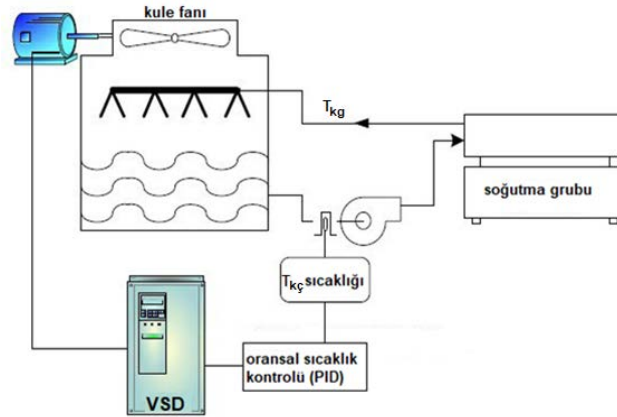 kule fanı
Tkg
soğutma grubu
Tkç sıcaklığı
oransal sıcaklık
kontrolü (PID)
VSD